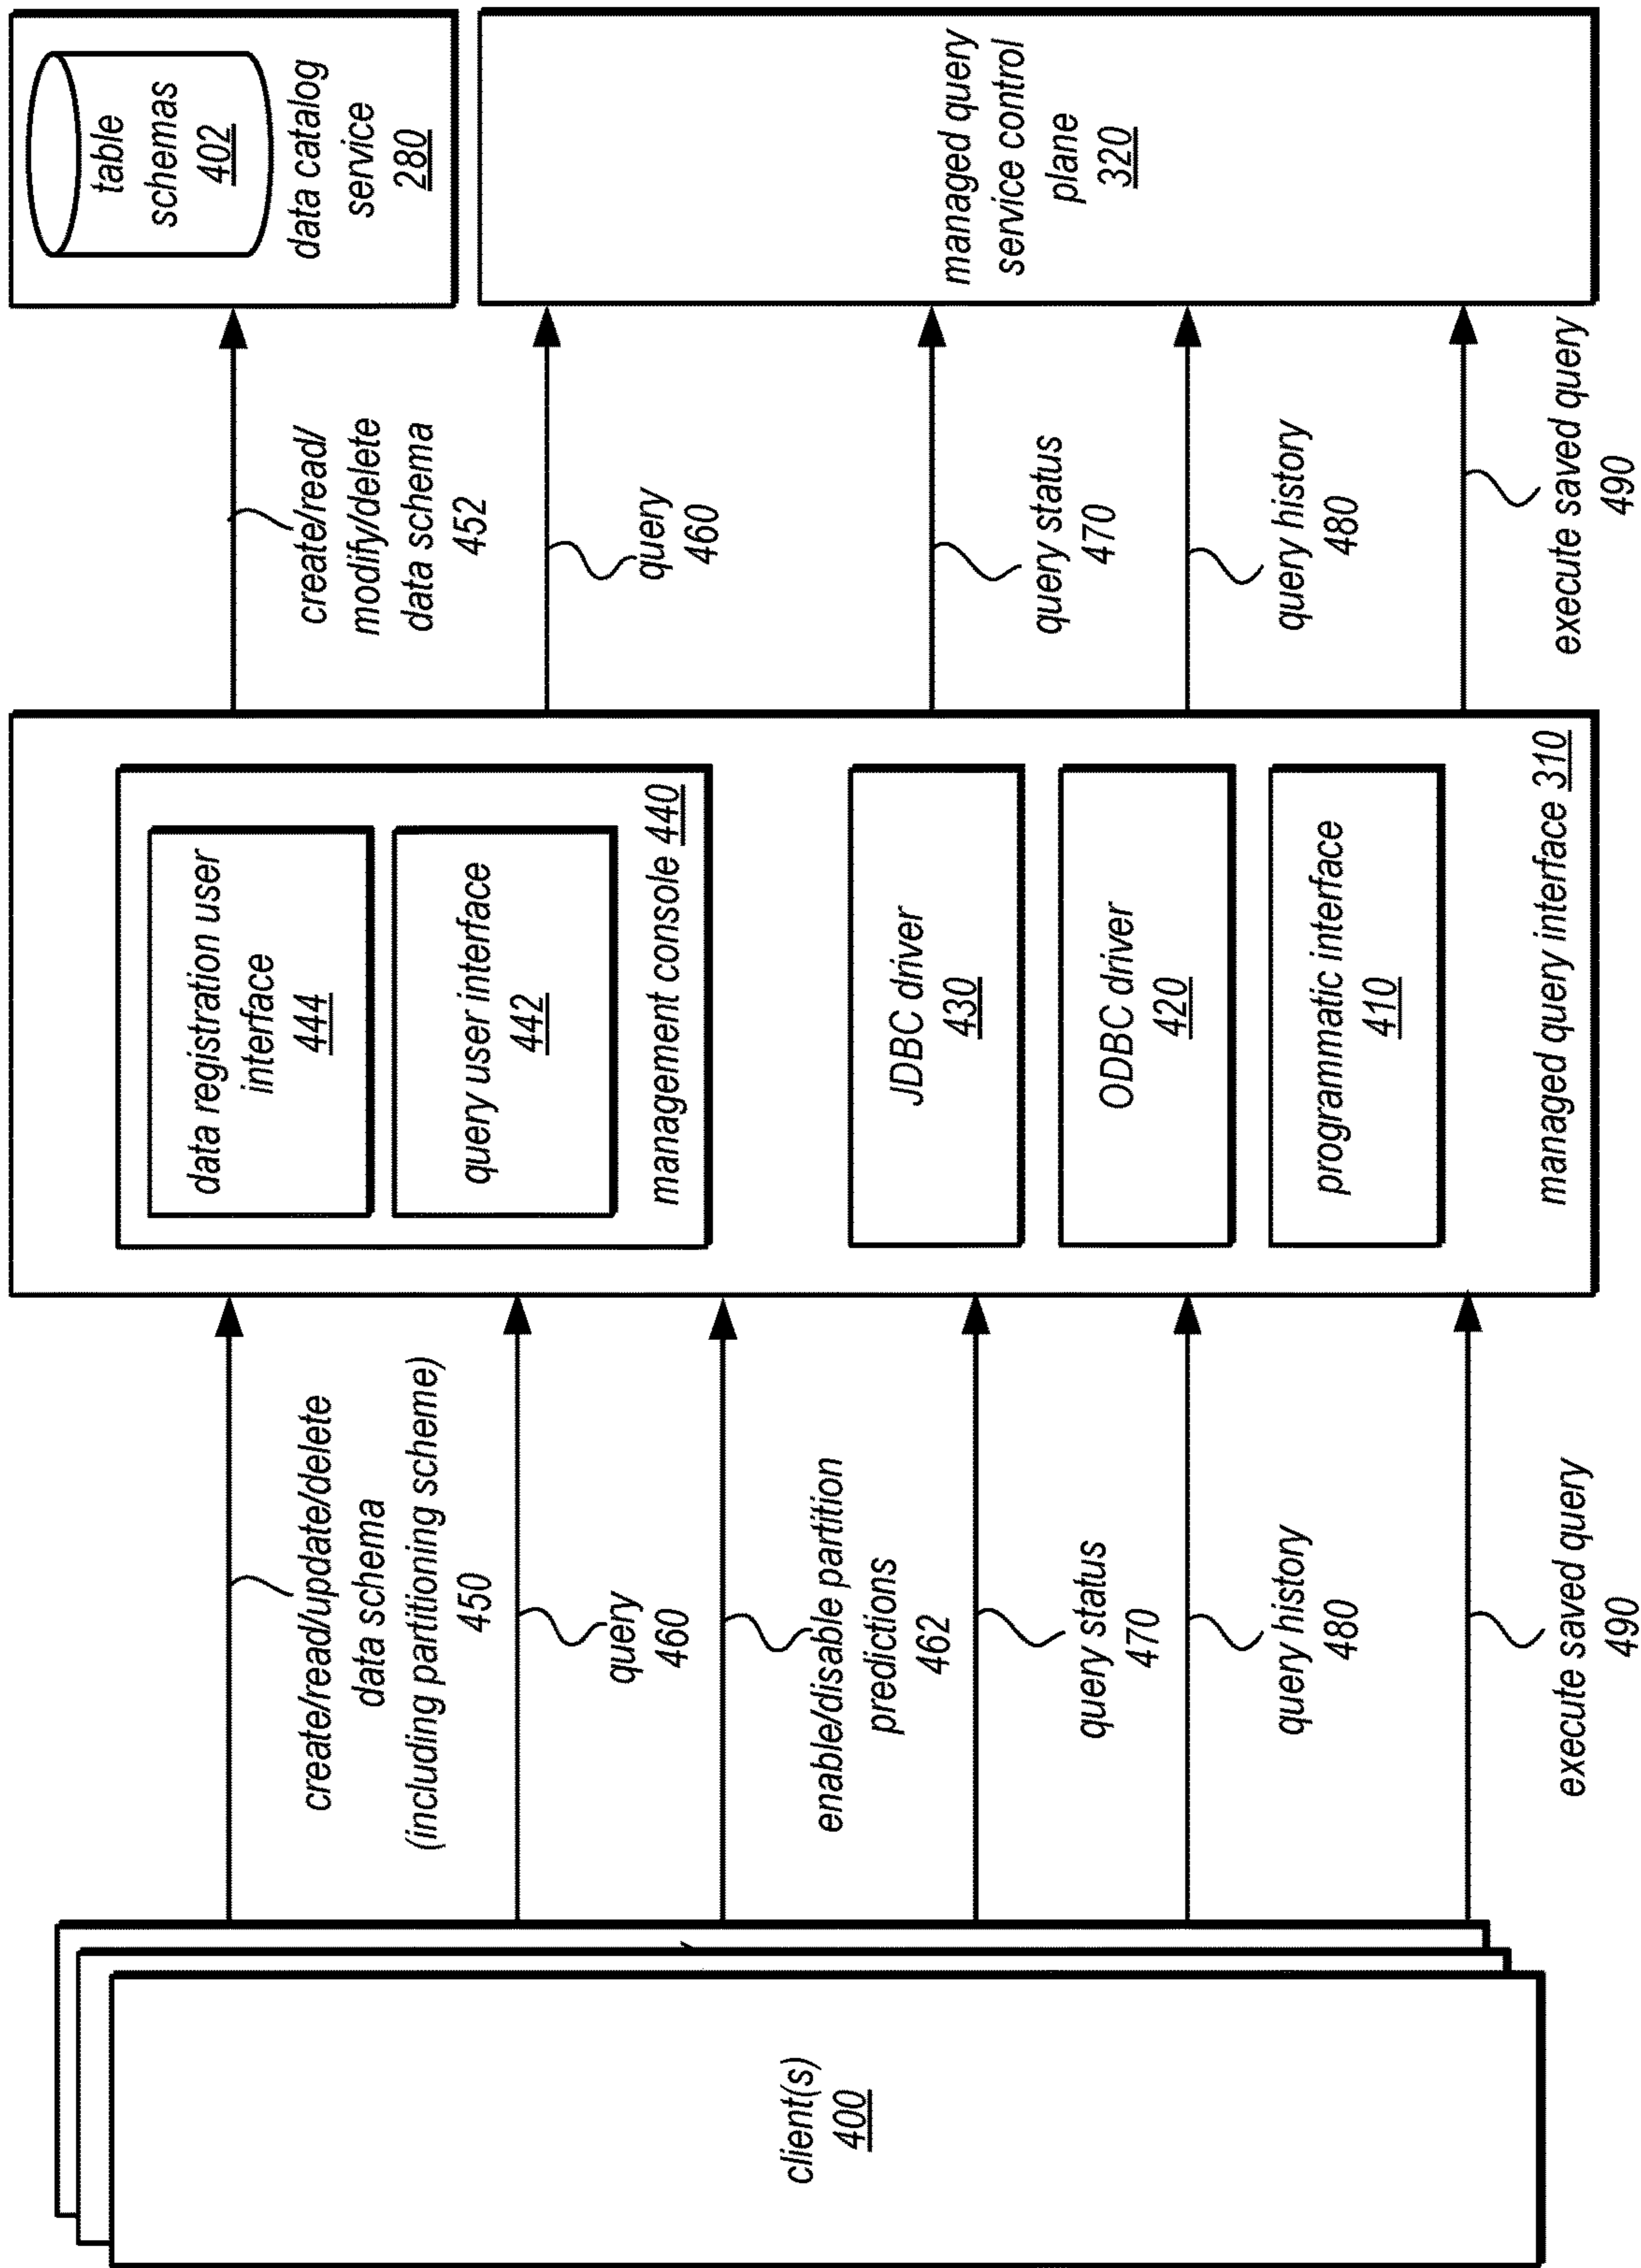 client(s)
400
create/read/update/delete
data schema
(including partitioning scheme)
450
query
460
enable/disable partition
predictions
462
query status
470
query history
480
execute saved query
490
data registration user
interface
444
query user interface
442
management console 440
JDBC driver
430
ODBC driver
420
programmatic interface
410
managed query interface 310
create/read/
modify/delete
data schema
452
query
460
query status
470
query history
480
execute saved query
490
table
schemas
402
data catalog
service
280
managed query
service control
plane
320